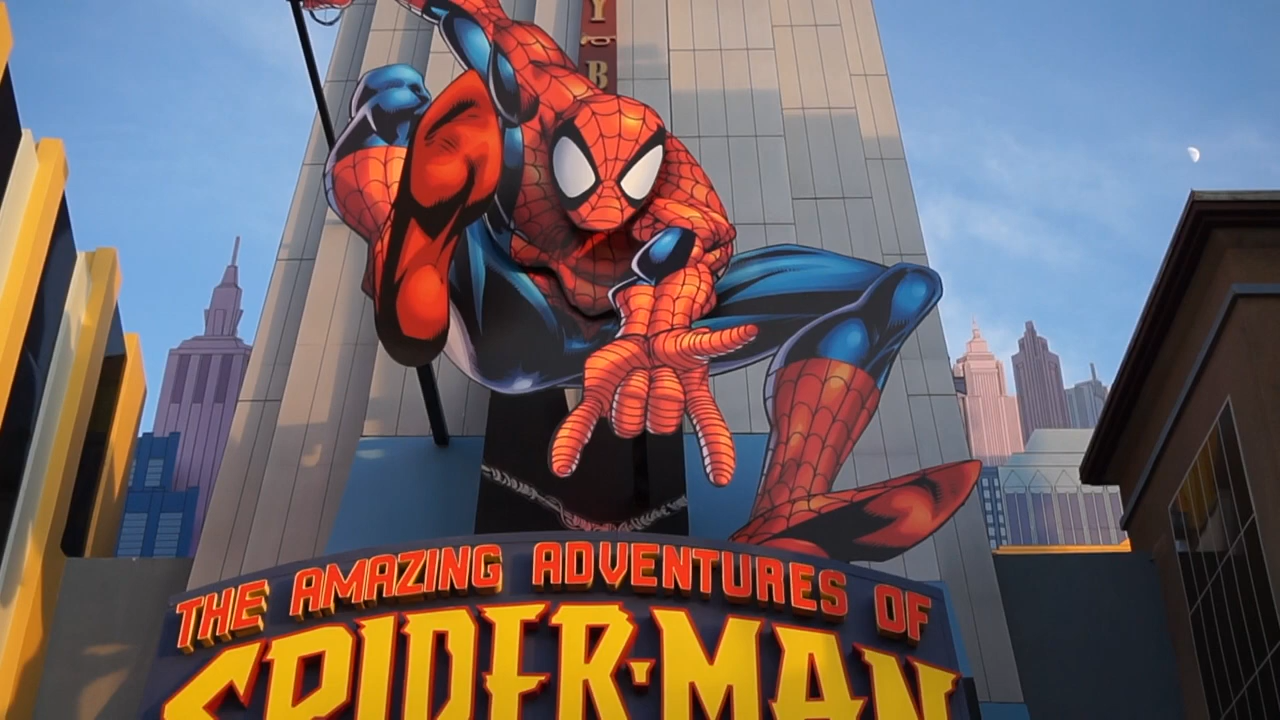 Y
B
THE AMAZING ADVENTURES OF
SPIDER-MAN